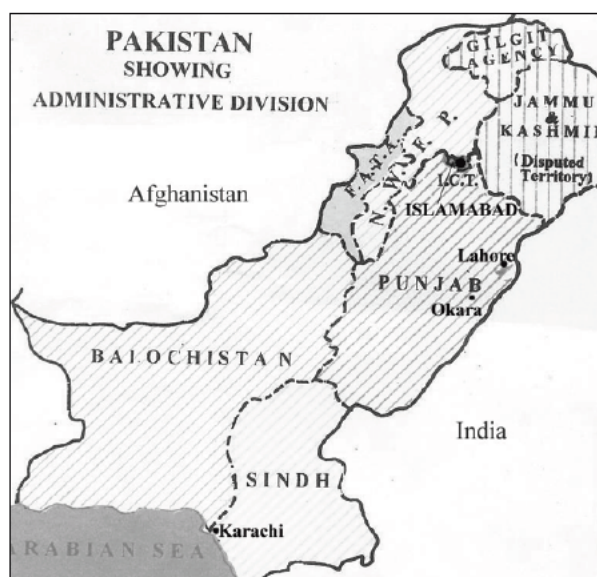 PAKISTAN
SHOWING
ADMINISTRATIVE DIVISION
GILGIT
AGENCY
JAMMU
&
KASHMIR
(Disputed
Territory)
F.A.T.A.
N. W. F. P.
Afghanistan
I.C.T.
ISLAMABAD
Lahore
PUNJAB
Okara
BALOCHISTAN
India
SINDH
Karachi
ARABIAN SEA